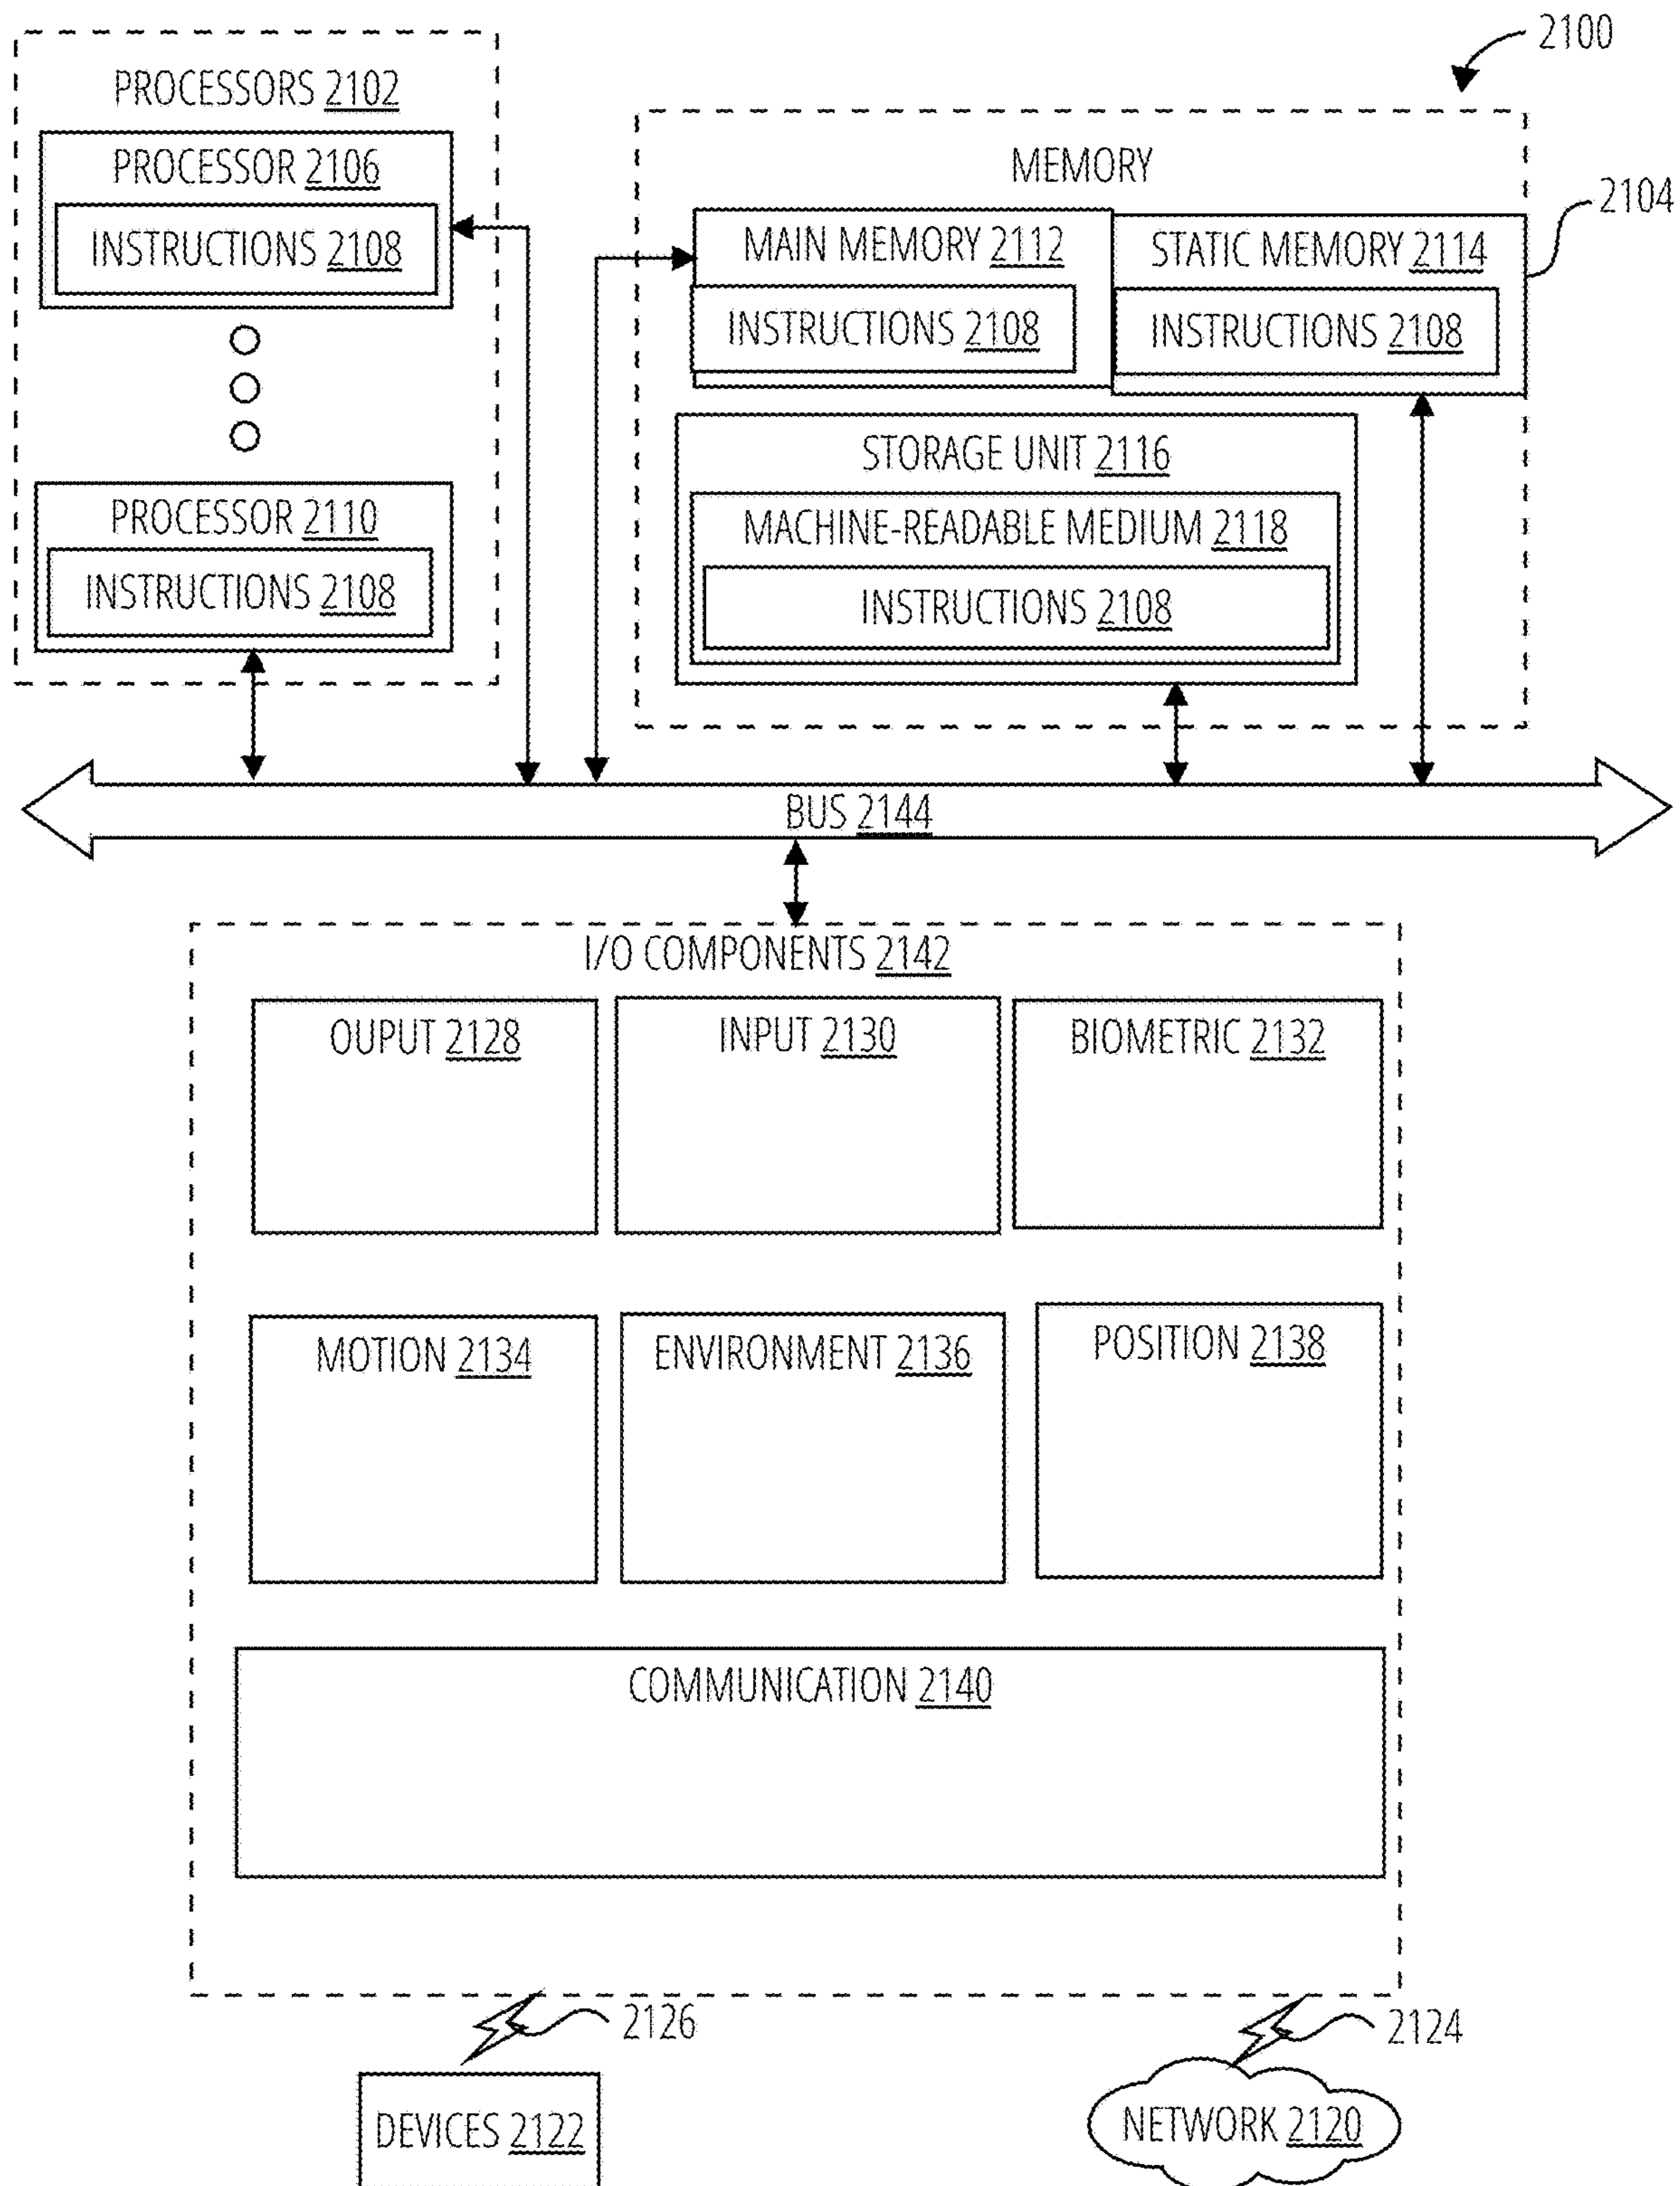 2100
PROCESSORS 2102
PROCESSOR 2106
INSTRUCTIONS 2108
PROCESSOR 2110
INSTRUCTIONS 2108
MEMORY
2104
MAIN MEMORY 2112
INSTRUCTIONS 2108
STATIC MEMORY 2114
INSTRUCTIONS 2108
STORAGE UNIT 2116
MACHINE-READABLE MEDIUM 2118
INSTRUCTIONS 2108
BUS 2144
I/O COMPONENTS 2142
OUPUT 2128
INPUT 2130
BIOMETRIC 2132
MOTION 2134
ENVIRONMENT 2136
POSITION 2138
COMMUNICATION 2140
2126
2124
DEVICES 2122
NETWORK 2120